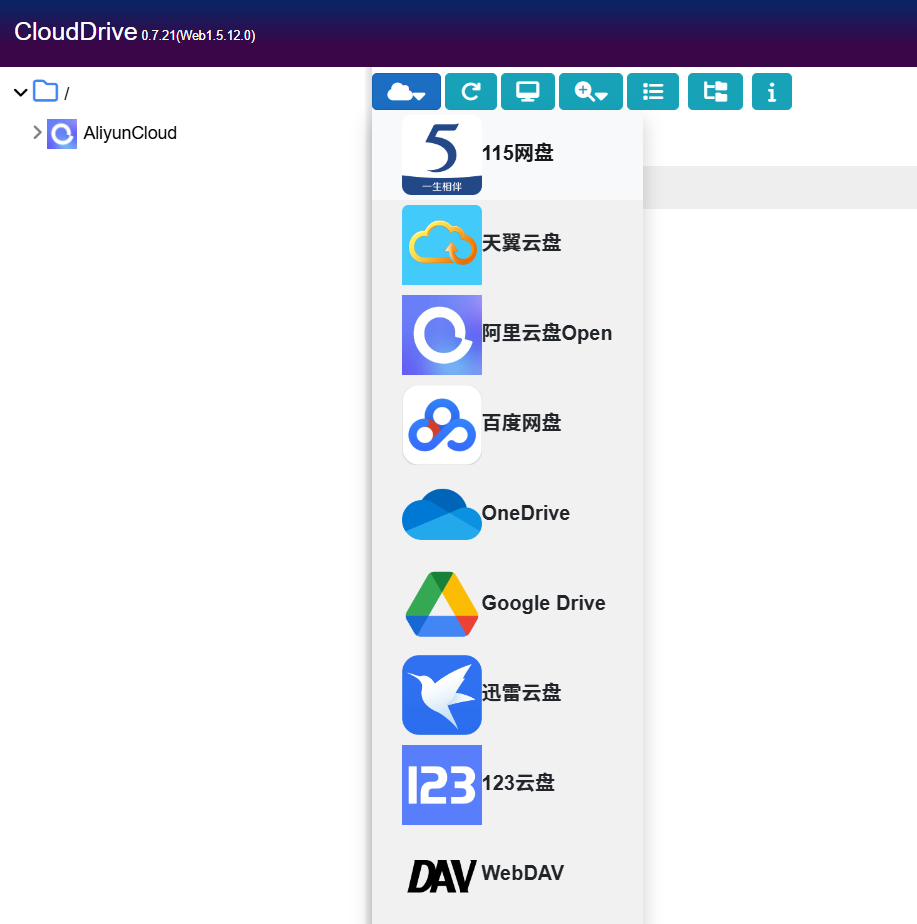 CloudDrive 0.7.21(Web1.5.12.0)
/
AliyunCloud
5
一生相伴
115网盘
天翼云盘
阿里云盘Open
百度网盘
OneDrive
Google Drive
迅雷云盘
123
123云盘
DAV
WebDAV